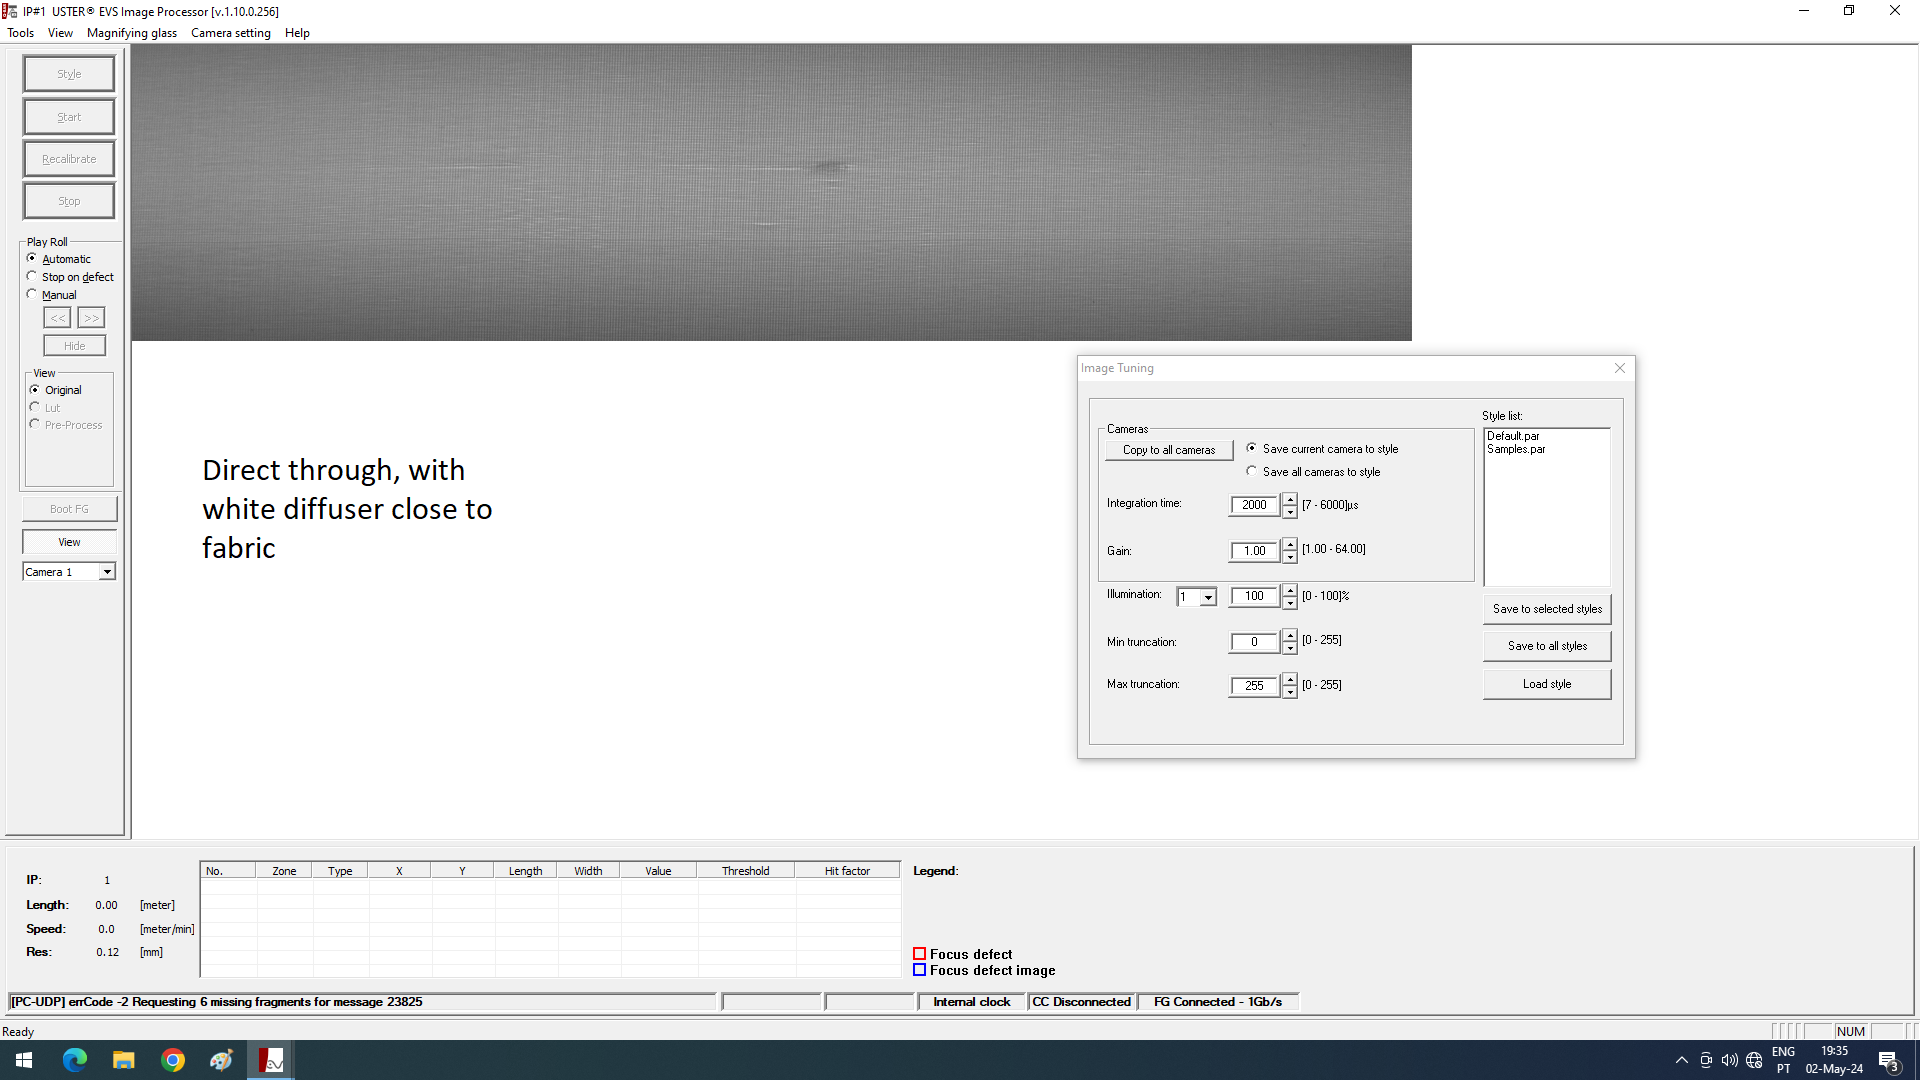 IP#1 USTER® EVS Image Processor [v.1.10.0.256]
Tools View Magnifying glass Camera setting Help
Style
Start
Recalibrate
Stop
Play Roll
Automatic
Stop on defect
Manual
<< >>
Hide
View
Original
Lut
Pre-Process
Boot FG
View
Camera 1
Direct through, with
white diffuser close to
fabric
Image Tuning
Cameras
Copy to all cameras
Save current camera to style
Save all cameras to style
Integration time: 2000 [7 - 6000]µs
Gain: 1.00 [1.00 - 64.00]
Illumination: 1 100 [0 - 100]%
Min truncation: 0 [0 - 255]
Max truncation: 255 [0 - 255]
Style list:
Default.par
Samples.par
Save to selected styles
Save to all styles
Load style
IP: 1
Length: 0.00 [meter]
Speed: 0.0 [meter/min]
Res: 0.12 [mm]
No. Zone Type X Y Length Width Value Threshold Hit factor
Legend:
Focus defect
Focus defect image
[PC-UDP] errCode -2 Requesting 6 missing fragments for message 23825
Internal clock CC Disconnected FG Connected - 1Gb/s
Ready
NUM
ENG
PT
19:35
02-May-24
3